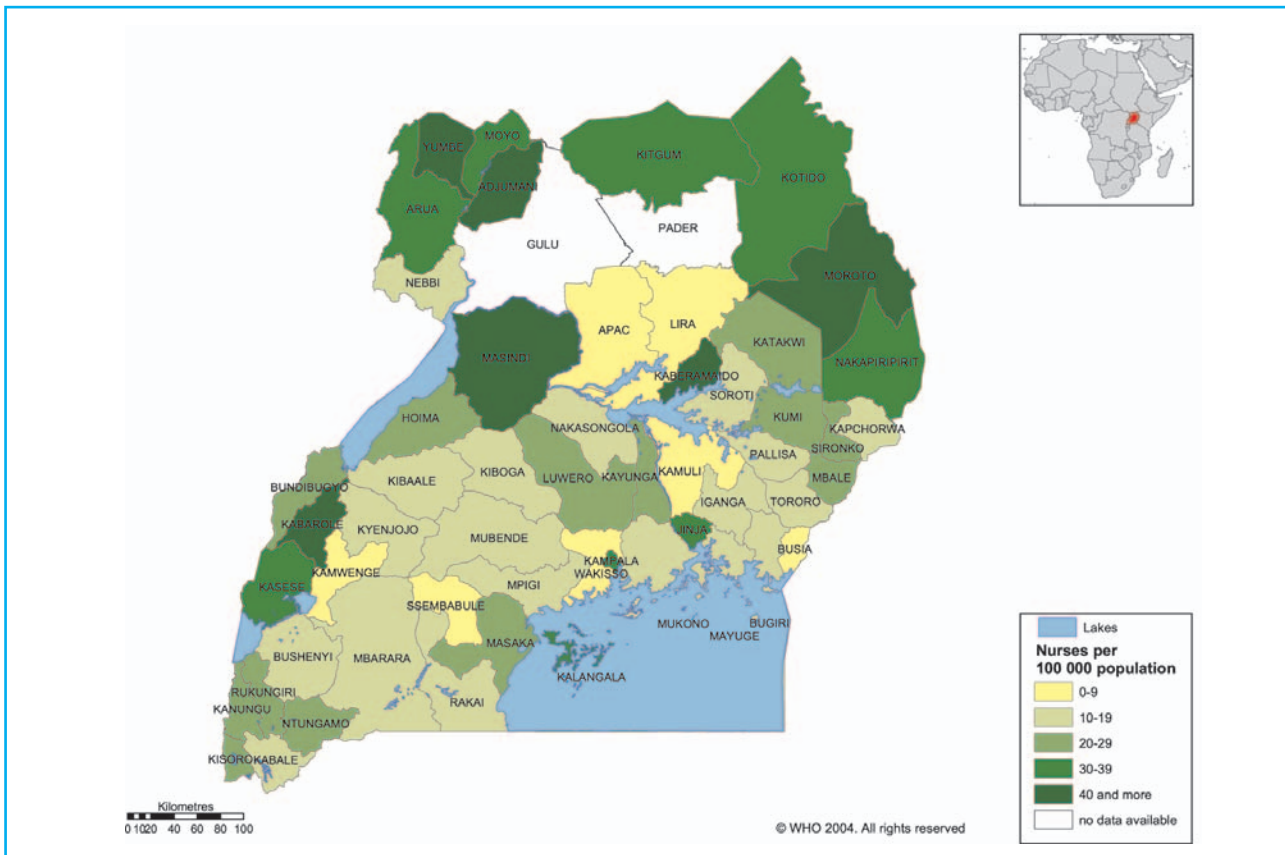 YUMBE
MOYO
ADJUMANI
ARUA
KITGUM
KOTIDO
PADER
GULU
NEBBI
MOROTO
APAC
LIRA
KATAKWI
MASINDI
NAKAPIRIPIRIT
KABERAMAIDO
SOROTI
HOIMA
NAKASONGOLA
KUMI
KAPCHORWA
SIRONKO
PALLISA
KIBOGA
KIBAALE
LUWERO
KAYUNGA
KAMULI
MBALE
BUNDIBUGYO
IGANGA
TORORO
KABAROLE
KYENJOJO
MUBENDE
JINJA
BUSIA
KAMPALA
WAKISSO
KAMWENGE
KASESE
MPIGI
SSEMBABULE
MUKONO
BUGIRI
MAYUGE
MASAKA
BUSHENYI
MBARARA
KALANGALA
RUKUNGIRI
RAKAI
KANUNGU
NTUNGAMO
KISORO
KABALE
Lakes
Nurses per
100 000 population
0-9
10-19
20-29
30-39
40 and more
no data available
Kilometres
0 10 20 40 60 80 100
© WHO 2004. All rights reserved